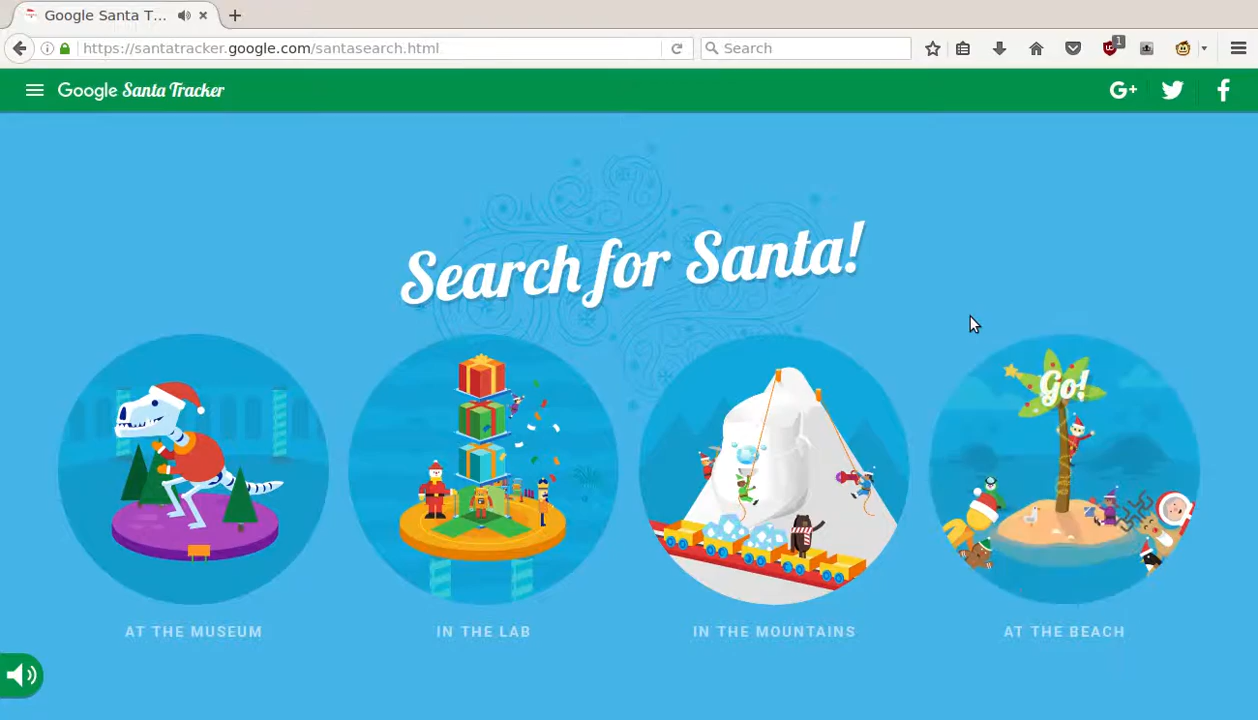 Google Santa T...
https://santatracker.google.com/santasearch.html
Search
1
Google Santa Tracker
G+
f
Search for Santa!
Go!
AT THE MUSEUM
IN THE LAB
IN THE MOUNTAINS
AT THE BEACH